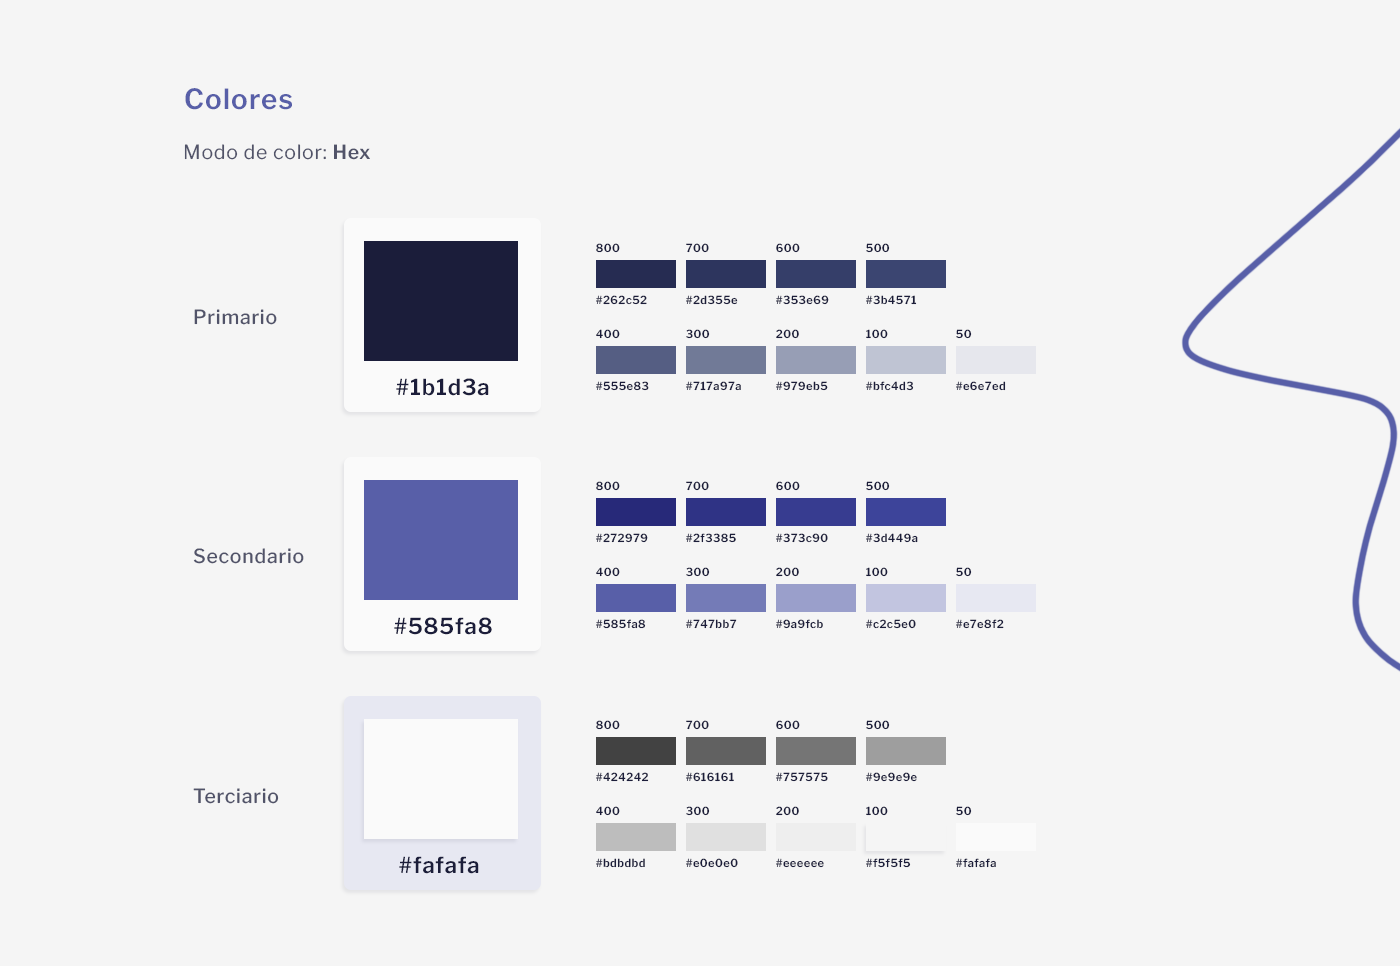 Colores
Modo de color: Hex
Primario
#1b1d3a
800 700 600 500
#262c52 #2d355e #353e69 #3b4571
400 300 200 100 50
#555e83 #717a97a #979eb5 #bfc4d3 #e6e7ed
Secondario
#585fa8
800 700 600 500
#272979 #2f3385 #373c90 #3d449a
400 300 200 100 50
#585fa8 #747bb7 #9a9fcb #c2c5e0 #e7e8f2
Terciario
#fafafa
800 700 600 500
#424242 #616161 #757575 #9e9e9e
400 300 200 100 50
#bdbdbd #e0e0e0 #eeeeee #f5f5f5 #fafafa